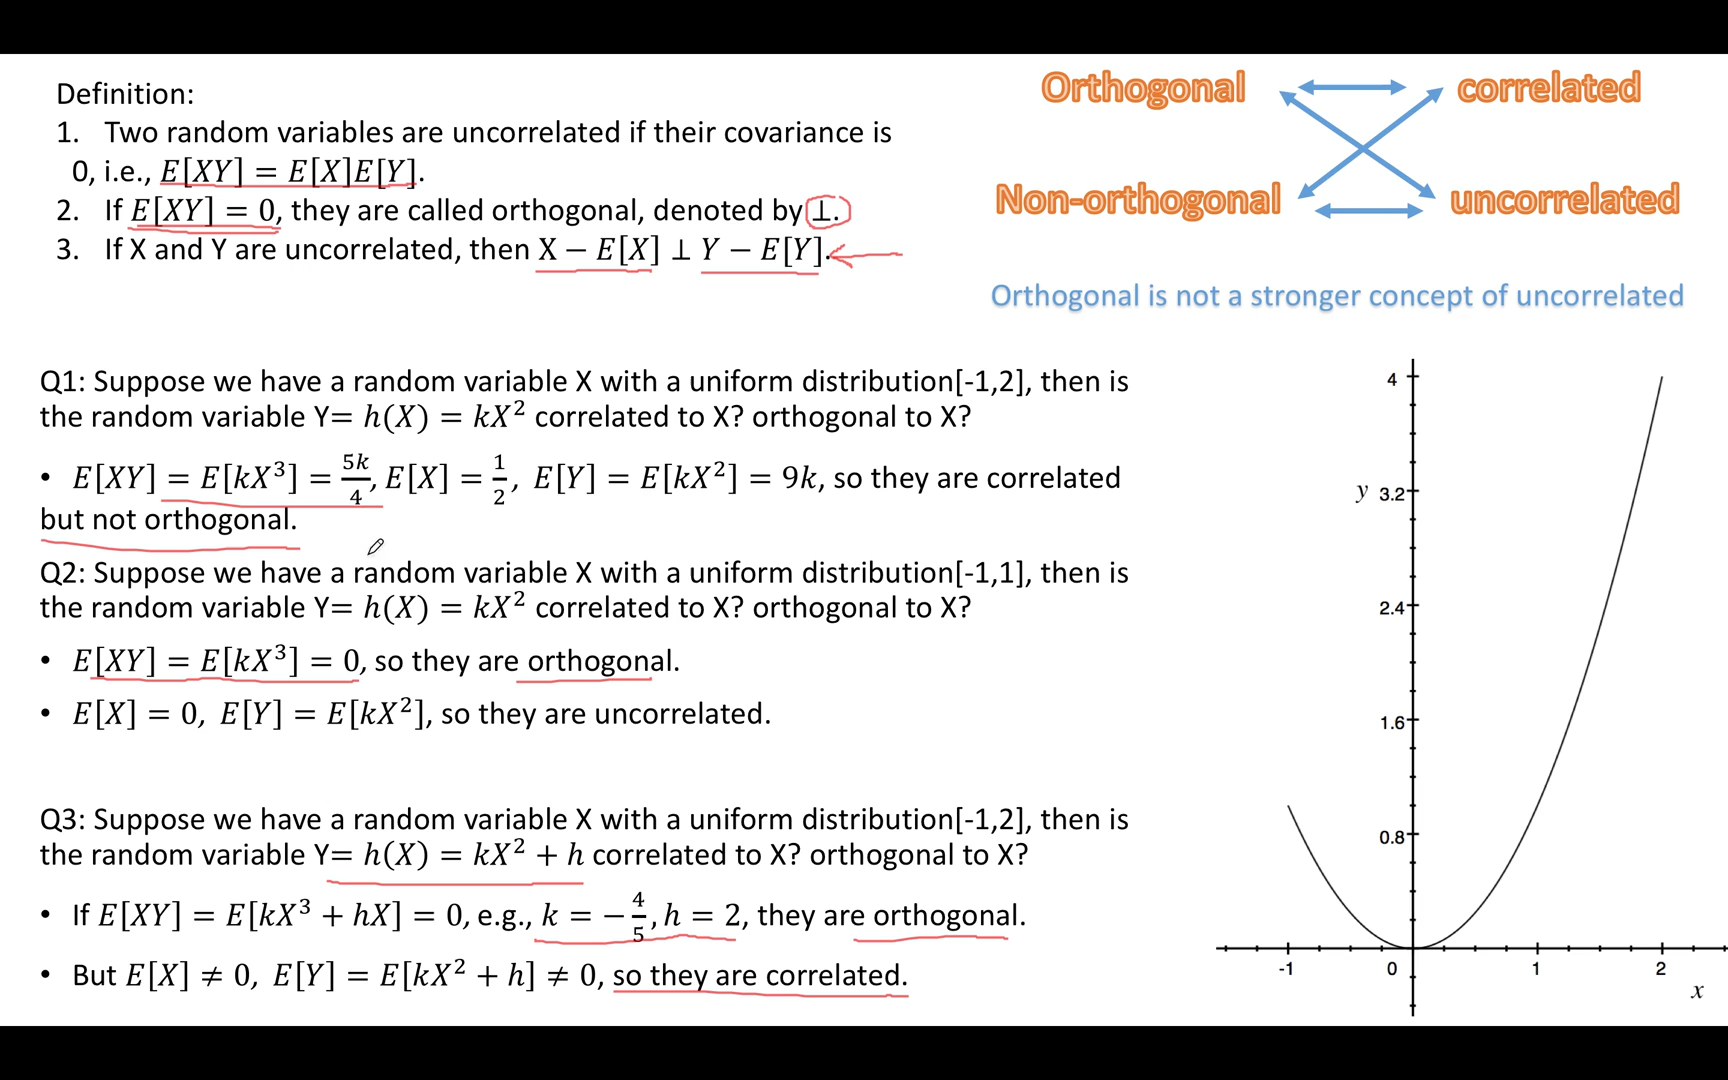 Definition:
1. Two random variables are uncorrelated if their covariance is
0, i.e., E[XY] = E[X]E[Y].
2. If E[XY] = 0, they are called orthogonal, denoted by ⊥.
3. If X and Y are uncorrelated, then X − E[X] ⊥ Y − E[Y].
Orthogonal
correlated
Non-orthogonal
uncorrelated
Orthogonal is not a stronger concept of uncorrelated
Q1: Suppose we have a random variable X with a uniform distribution[-1,2], then is
the random variable Y= h(X) = kX² correlated to X? orthogonal to X?
• E[XY] = E[kX³] = 5k/4, E[X] = 1/2, E[Y] = E[kX²] = 9k, so they are correlated
but not orthogonal.
Q2: Suppose we have a random variable X with a uniform distribution[-1,1], then is
the random variable Y= h(X) = kX² correlated to X? orthogonal to X?
• E[XY] = E[kX³] = 0, so they are orthogonal.
• E[X] = 0, E[Y] = E[kX²], so they are uncorrelated.
Q3: Suppose we have a random variable X with a uniform distribution[-1,2], then is
the random variable Y= h(X) = kX² + h correlated to X? orthogonal to X?
• If E[XY] = E[kX³ + hX] = 0, e.g., k = −4/5, h = 2, they are orthogonal.
• But E[X] ≠ 0, E[Y] = E[kX² + h] ≠ 0, so they are correlated.
4
y 3.2
2.4
1.6
0.8
-1 0 1 2
x